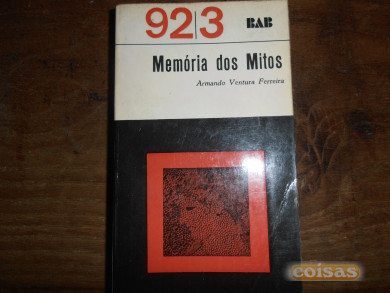 92|3 BAB
Memória dos Mitos
Armando Ventura Ferreira
coisas